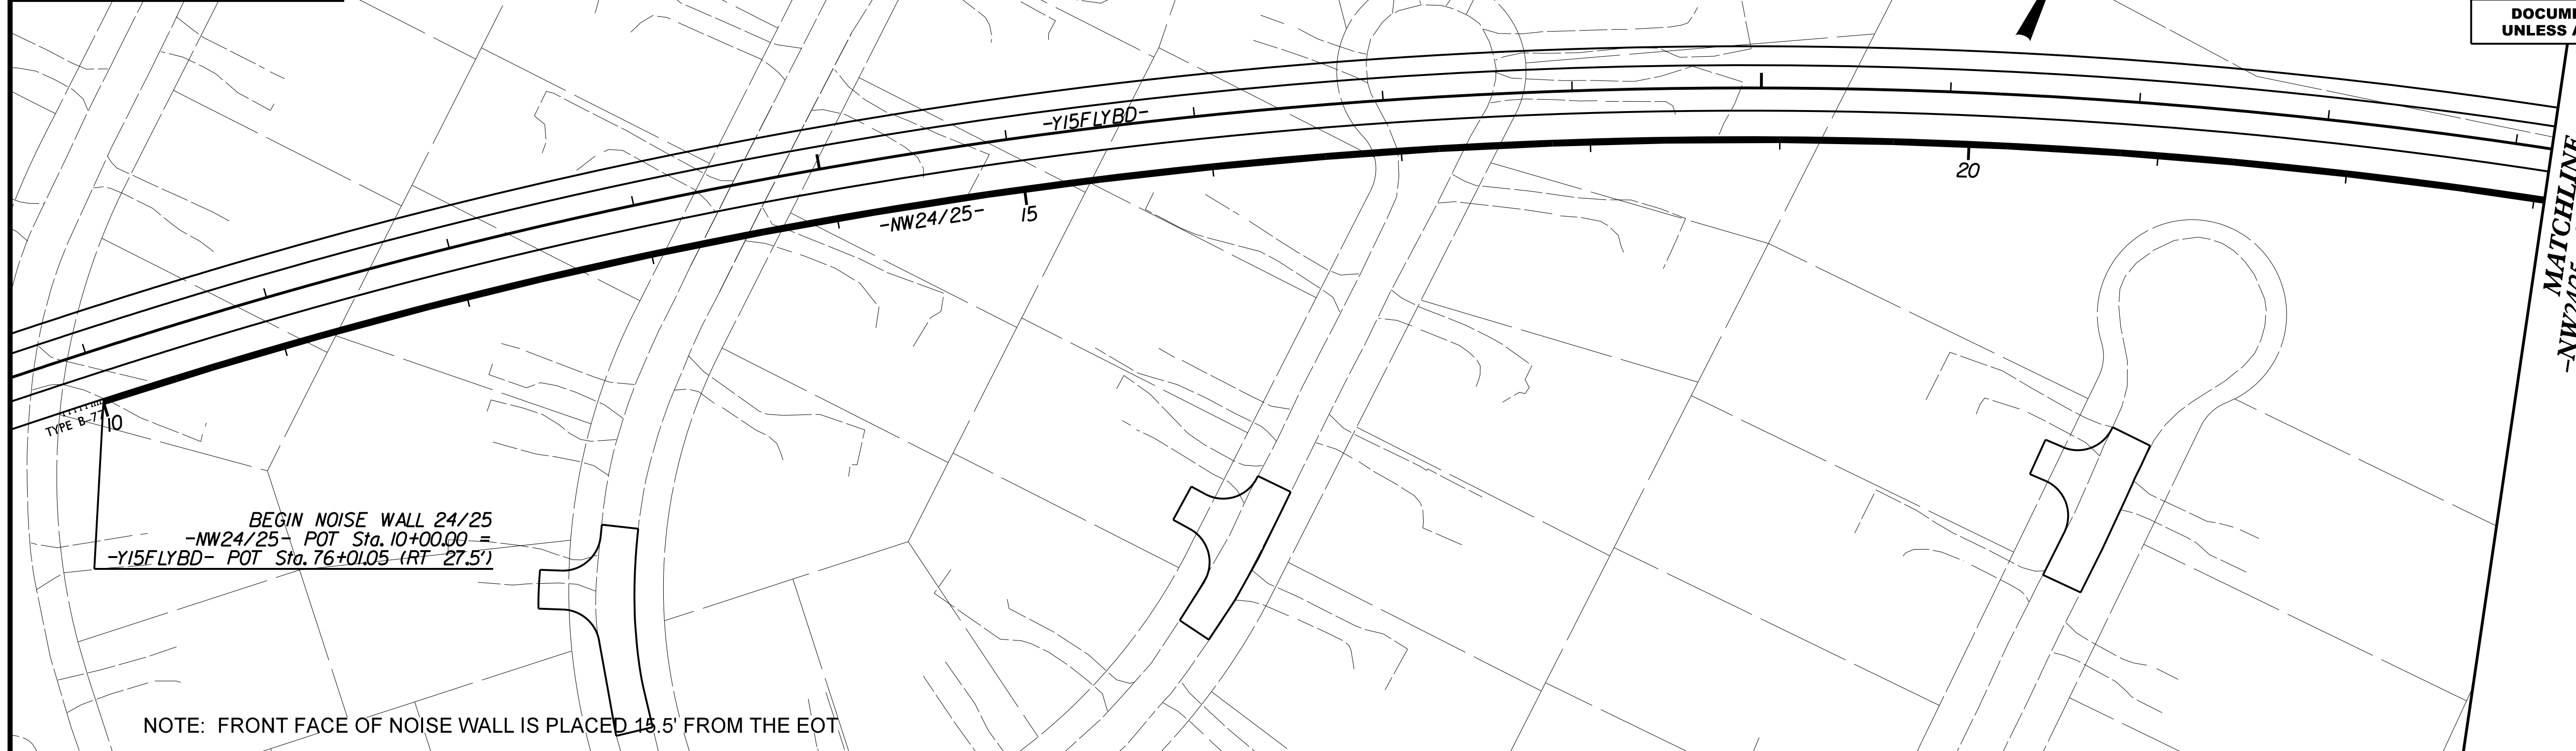 DOCUM
UNLESS A
-Y15FLYBD-
-NW24/25-
15
20
MATCHLINE
-NW24/25
TYPE B-77
10
BEGIN NOISE WALL 24/25
-NW24/25- POT Sta. 10+00.00 =
-Y15FLYBD- POT Sta. 76+01.05 (RT 27.5')
NOTE: FRONT FACE OF NOISE WALL IS PLACED 15.5' FROM THE EOT